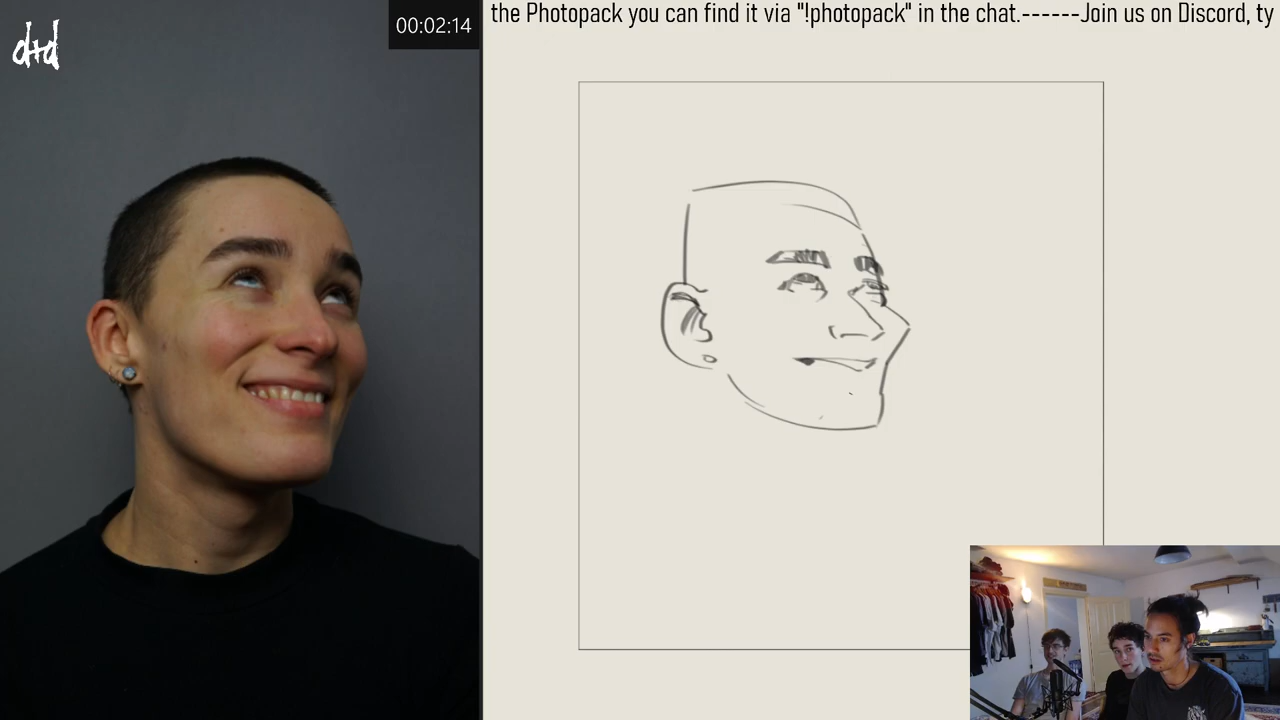 d+d
00:02:14
the Photopack you can find it via "!photopack" in the chat.------Join us on Discord, ty